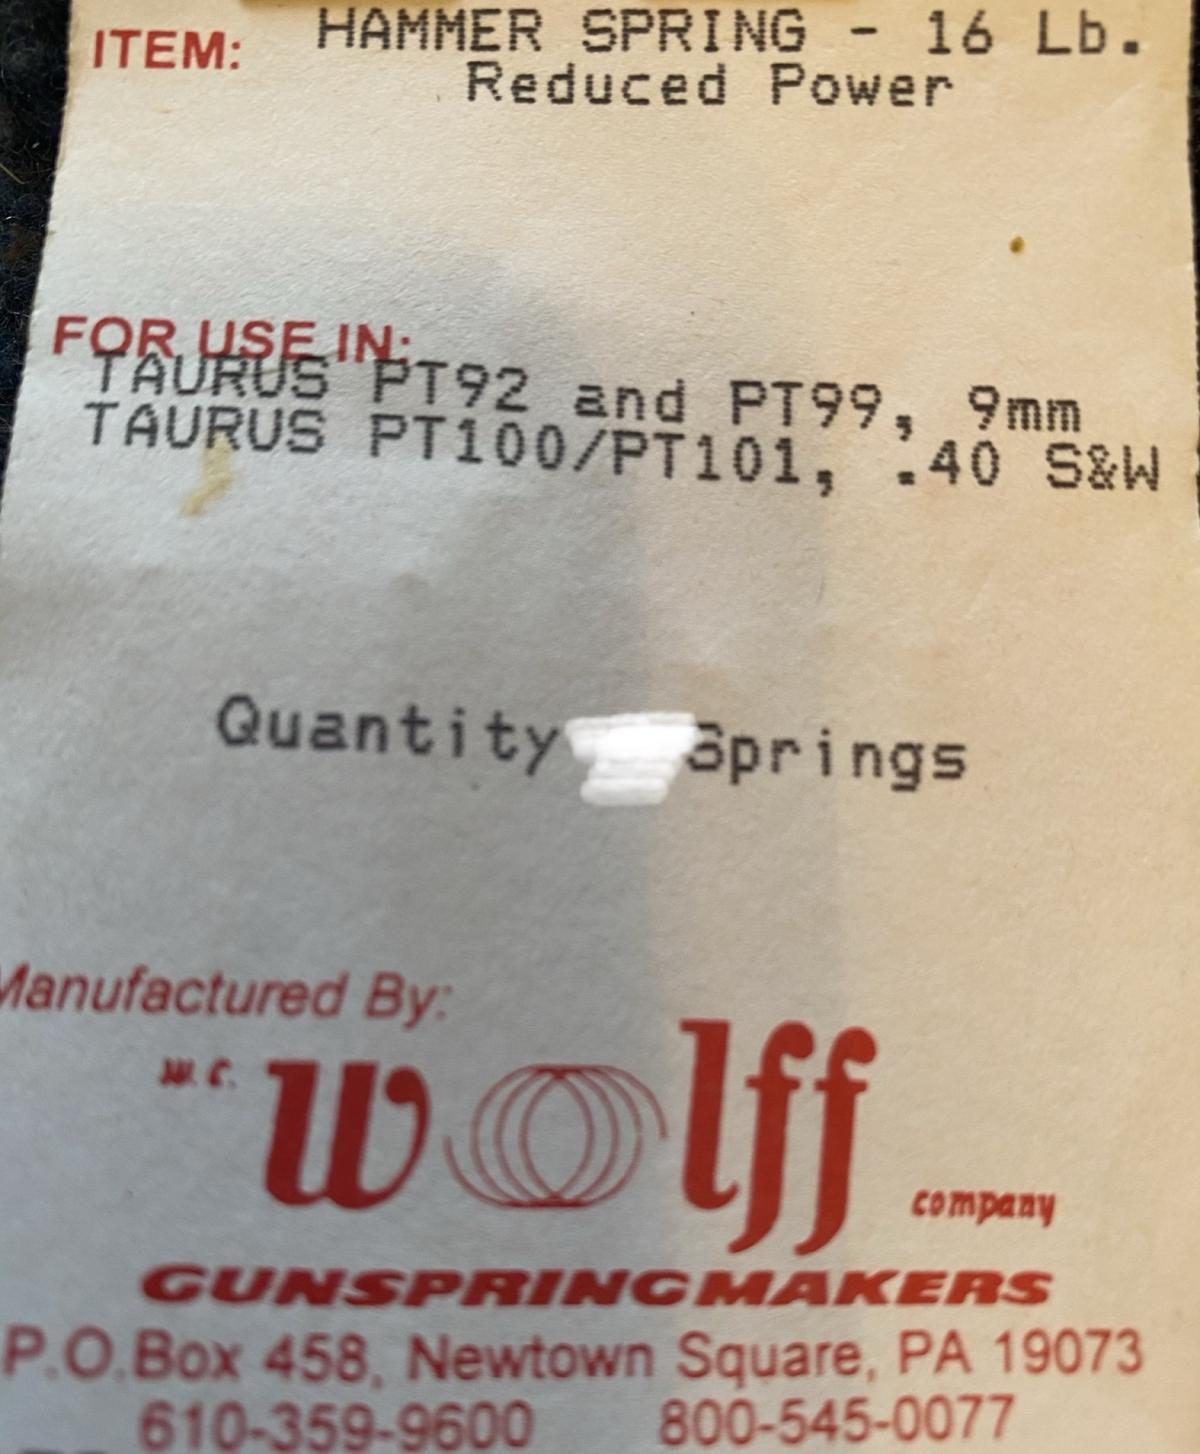 ITEM: HAMMER SPRING - 16 Lb.
Reduced Power
FOR USE IN:
TAURUS PT92 and PT99, 9mm
TAURUS PT100/PT101, .40 S&W
Quantity Springs
Manufactured By:
W. C. Wolff company
GUNSPRINGMAKERS
P.O.Box 458, Newtown Square, PA 19073
610-359-9600 800-545-0077